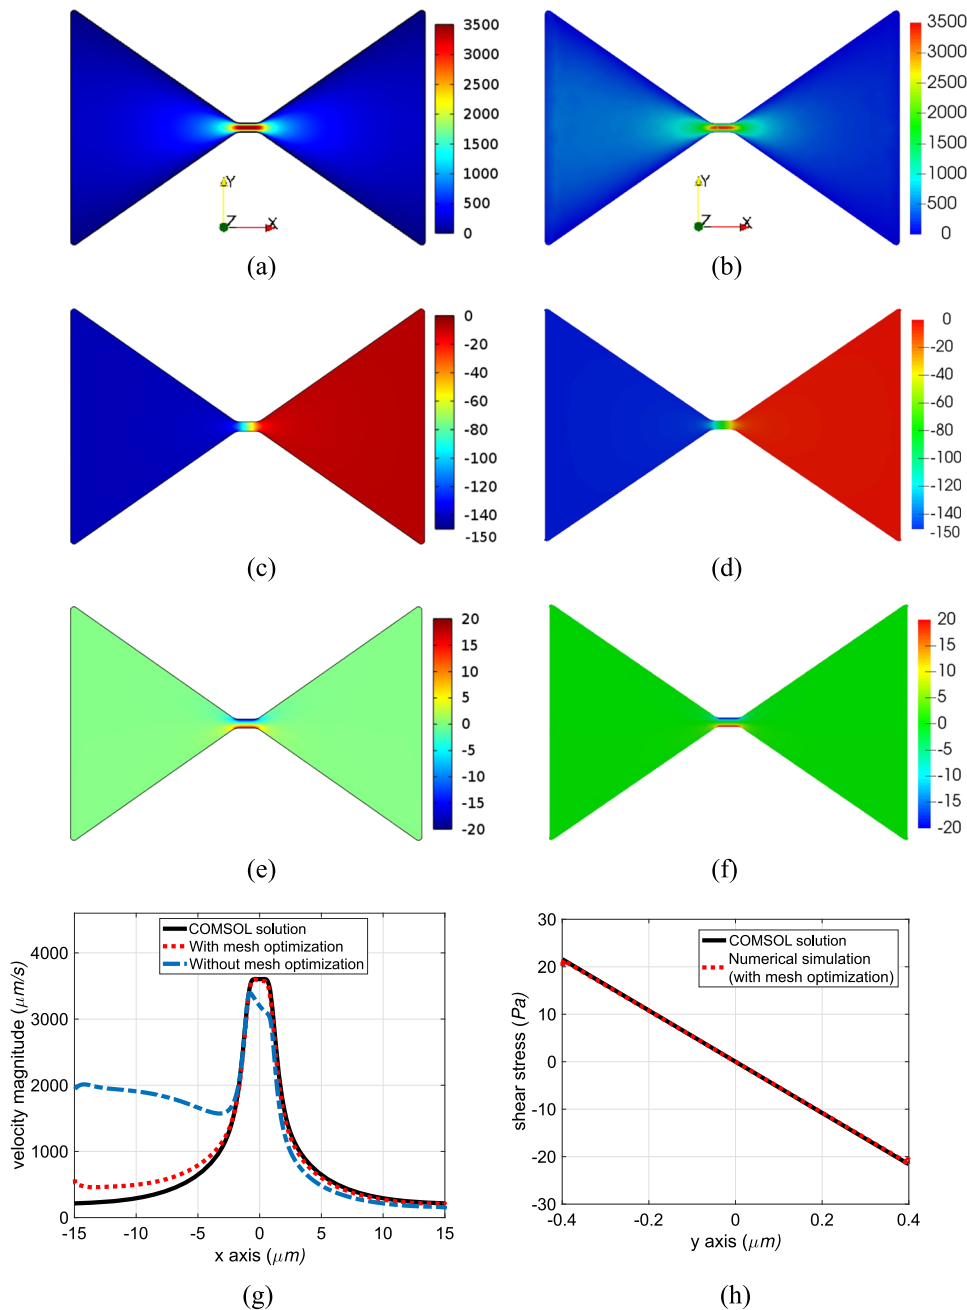 3500
3000
2500
2000
1500
1000
500
0
Y
Z
X
(a)
3500
3000
2500
2000
1500
1000
500
0
Y
Z
X
(b)
0
-20
-40
-60
-80
-100
-120
-140
-150
(c)
0
-20
-40
-60
-80
-100
-120
-140
-150
(d)
20
15
10
5
0
-5
-10
-15
-20
(e)
20
15
10
5
0
-5
-10
-15
-20
(f)
COMSOL solution
With mesh optimization
Without mesh optimization
velocity magnitude (μm/s)
4000
3000
2000
1000
0
-15 -10 -5 0 5 10 15
x axis (μm)
(g)
COMSOL solution
Numerical simulation
(with mesh optimization)
shear stress (Pa)
30
20
10
0
-10
-20
-30
-0.4 -0.2 0 0.2 0.4
y axis (μm)
(h)